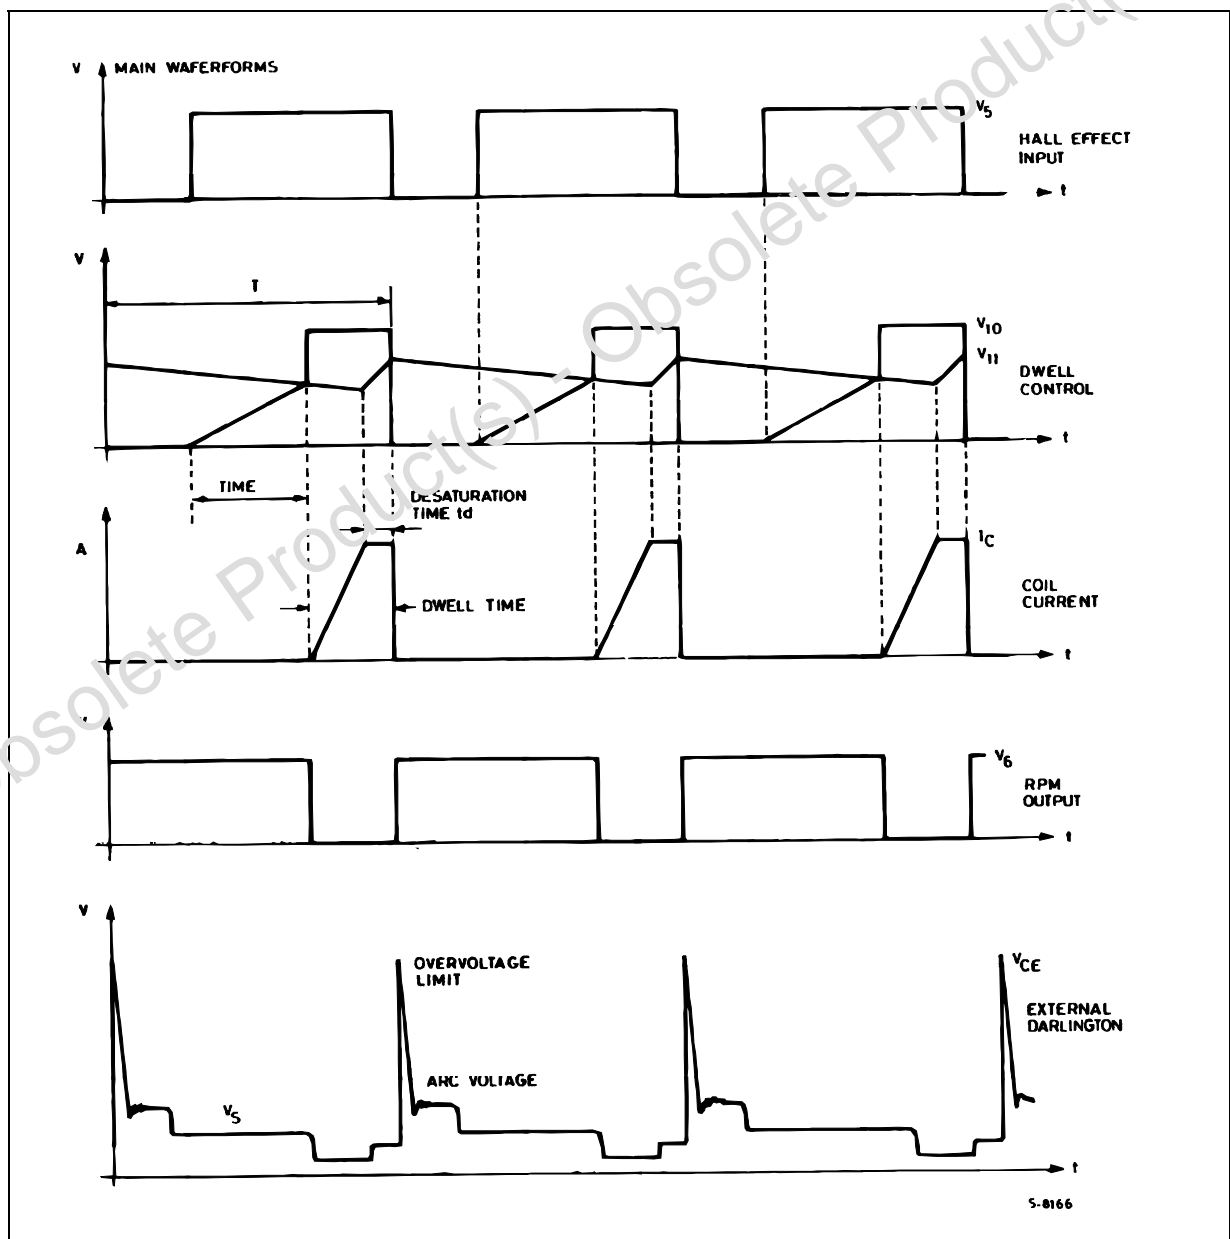 V MAIN WAFERFORMS
V5
HALL EFFECT
INPUT
t
V
T
V10
V11
DWELL
CONTROL
t
TIME
DESATURATION
TIME td
A
IC
DWELL TIME
COIL
CURRENT
t
V
V6
RPM
OUTPUT
t
V
OVERVOLTAGE
LIMIT
VCE
EXTERNAL
DARLINGTON
ARC VOLTAGE
VS
t
S-8166
Obsolete Product(s) - Obsolete Product(